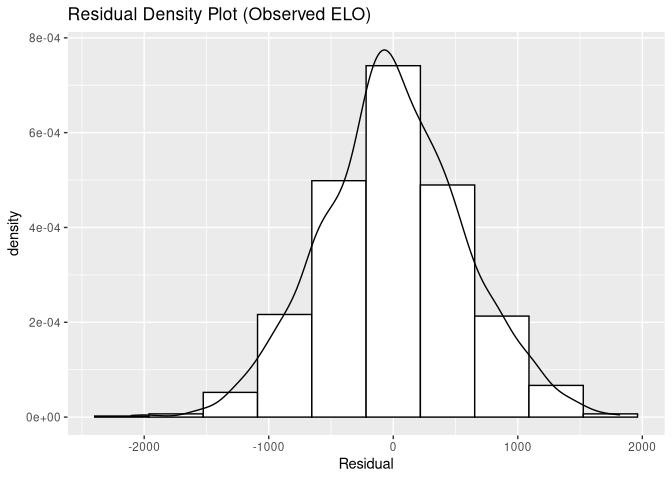 Residual Density Plot (Observed ELO)
8e-04
6e-04
4e-04
2e-04
0e+00
density
-2000 -1000 0 1000 2000
Residual